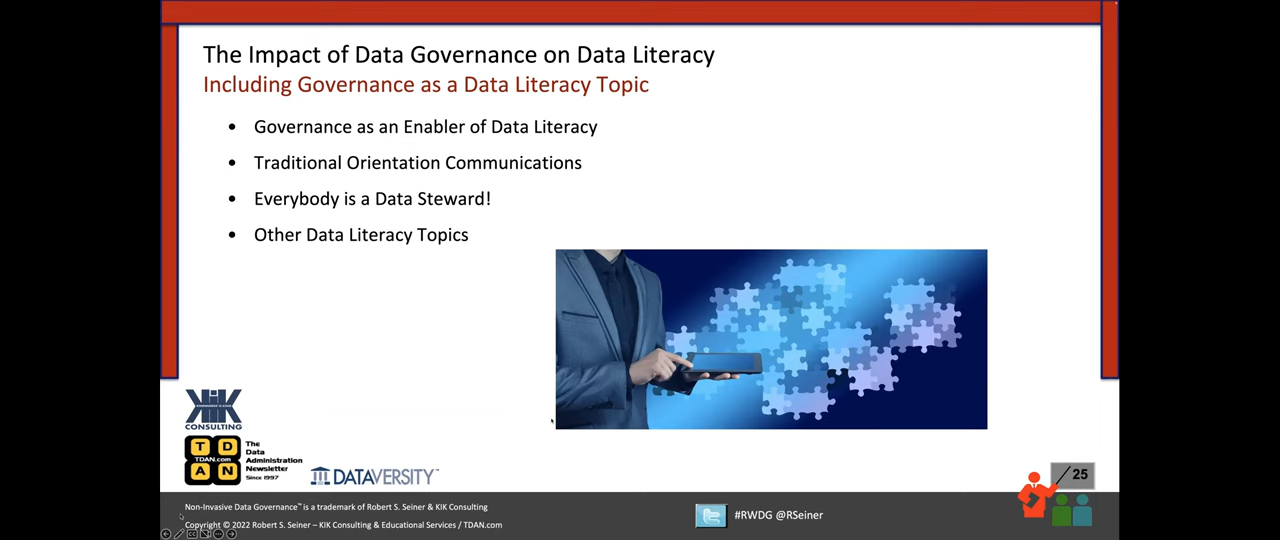 The Impact of Data Governance on Data Literacy
Including Governance as a Data Literacy Topic
• Governance as an Enabler of Data Literacy
• Traditional Orientation Communications
• Everybody is a Data Steward!
• Other Data Literacy Topics
KIK
CONSULTING
T D
TDAN.com
A N
The
Data
Administration
Newsletter
Since 1997
DATAVERSITY™
25
Non-Invasive Data Governance™ is a trademark of Robert S. Seiner & KIK Consulting
Copyright © 2022 Robert S. Seiner – KIK Consulting & Educational Services / TDAN.com
#RWDG @RSeiner